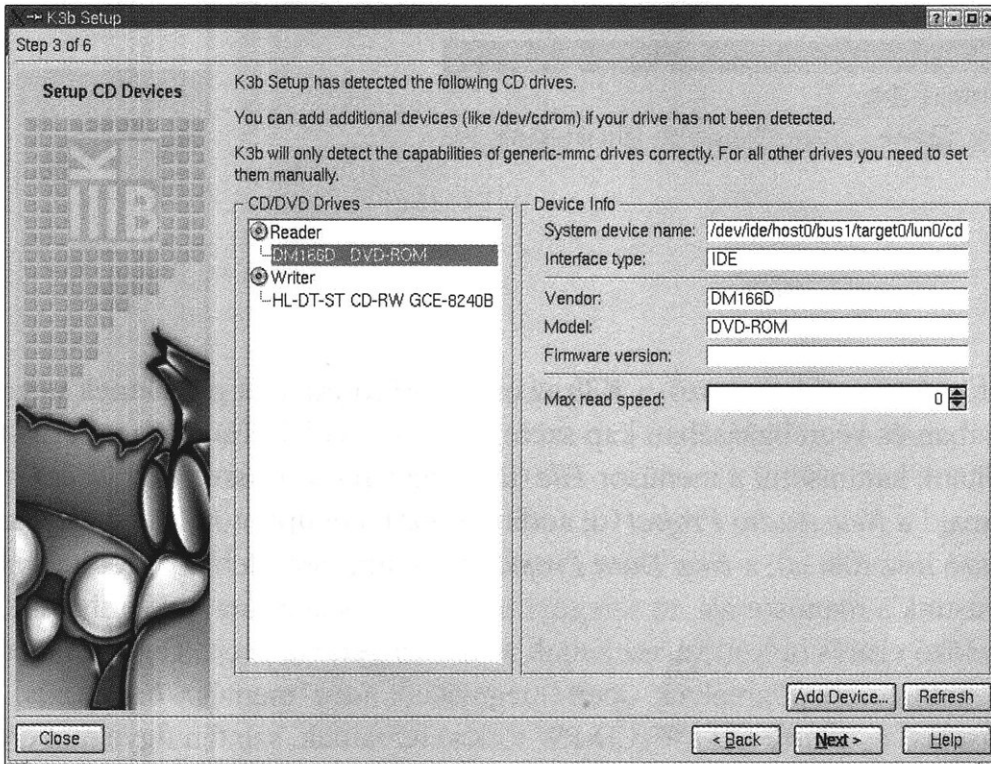 K3b Setup
Step 3 of 6
Setup CD Devices
K3b Setup has detected the following CD drives.
You can add additional devices (like /dev/cdrom) if your drive has not been detected.
K3b will only detect the capabilities of generic-mmc drives correctly. For all other drives you need to set
them manually.
CD/DVD Drives
Reader
DM166D DVD-ROM
Writer
HL-DT-ST CD-RW GCE-8240B
Device Info
System device name: /dev/ide/host0/bus1/target0/lun0/cd
Interface type: IDE
Vendor: DM166D
Model: DVD-ROM
Firmware version:
Max read speed: 0
Add Device... Refresh
Close < Back Next > Help